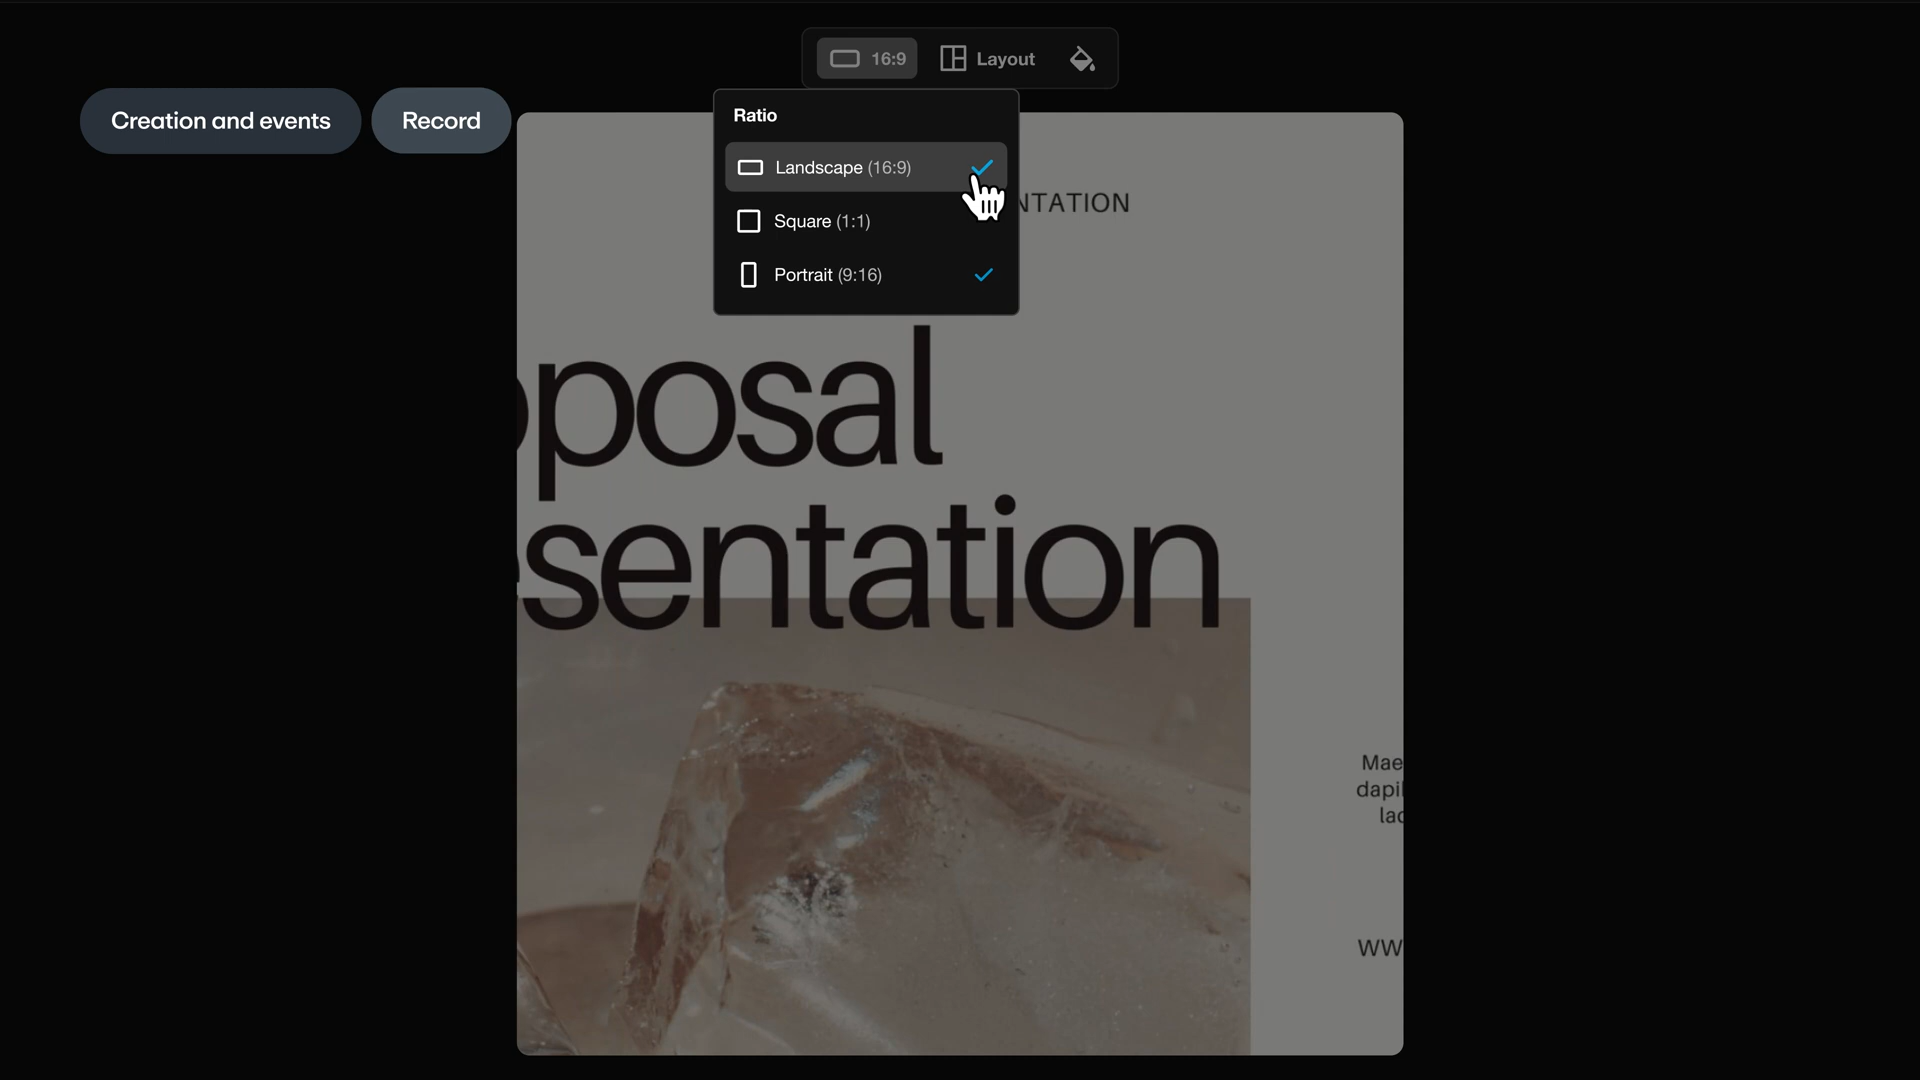 16:9
Layout
Creation and events
Record
Ratio
Landscape (16:9)
Square (1:1)
Portrait (9:16)
NTATION
posal
sentation
Mae
dapil
lac
WW